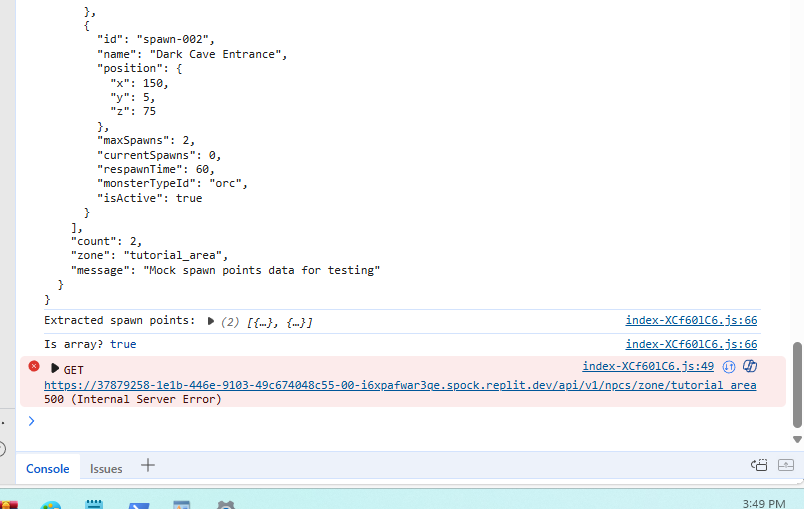 },
{
"id": "spawn-002",
"name": "Dark Cave Entrance",
"position": {
"x": 150,
"y": 5,
"z": 75
},
"maxSpawns": 2,
"currentSpawns": 0,
"respawnTime": 60,
"monsterTypeId": "orc",
"isActive": true
}
],
"count": 2,
"zone": "tutorial_area",
"message": "Mock spawn points data for testing"
}
}
Extracted spawn points: ▶ (2) [{…}, {…}] index-XCf601C6.js:66
Is array? true index-XCf601C6.js:66
▶ GET index-XCf601C6.js:49
https://37879258-1e1b-446e-9103-49c674048c55-00-i6xpafwar3qe.spock.replit.dev/api/v1/npcs/zone/tutorial_area
500 (Internal Server Error)
Console Issues
3:49 PM